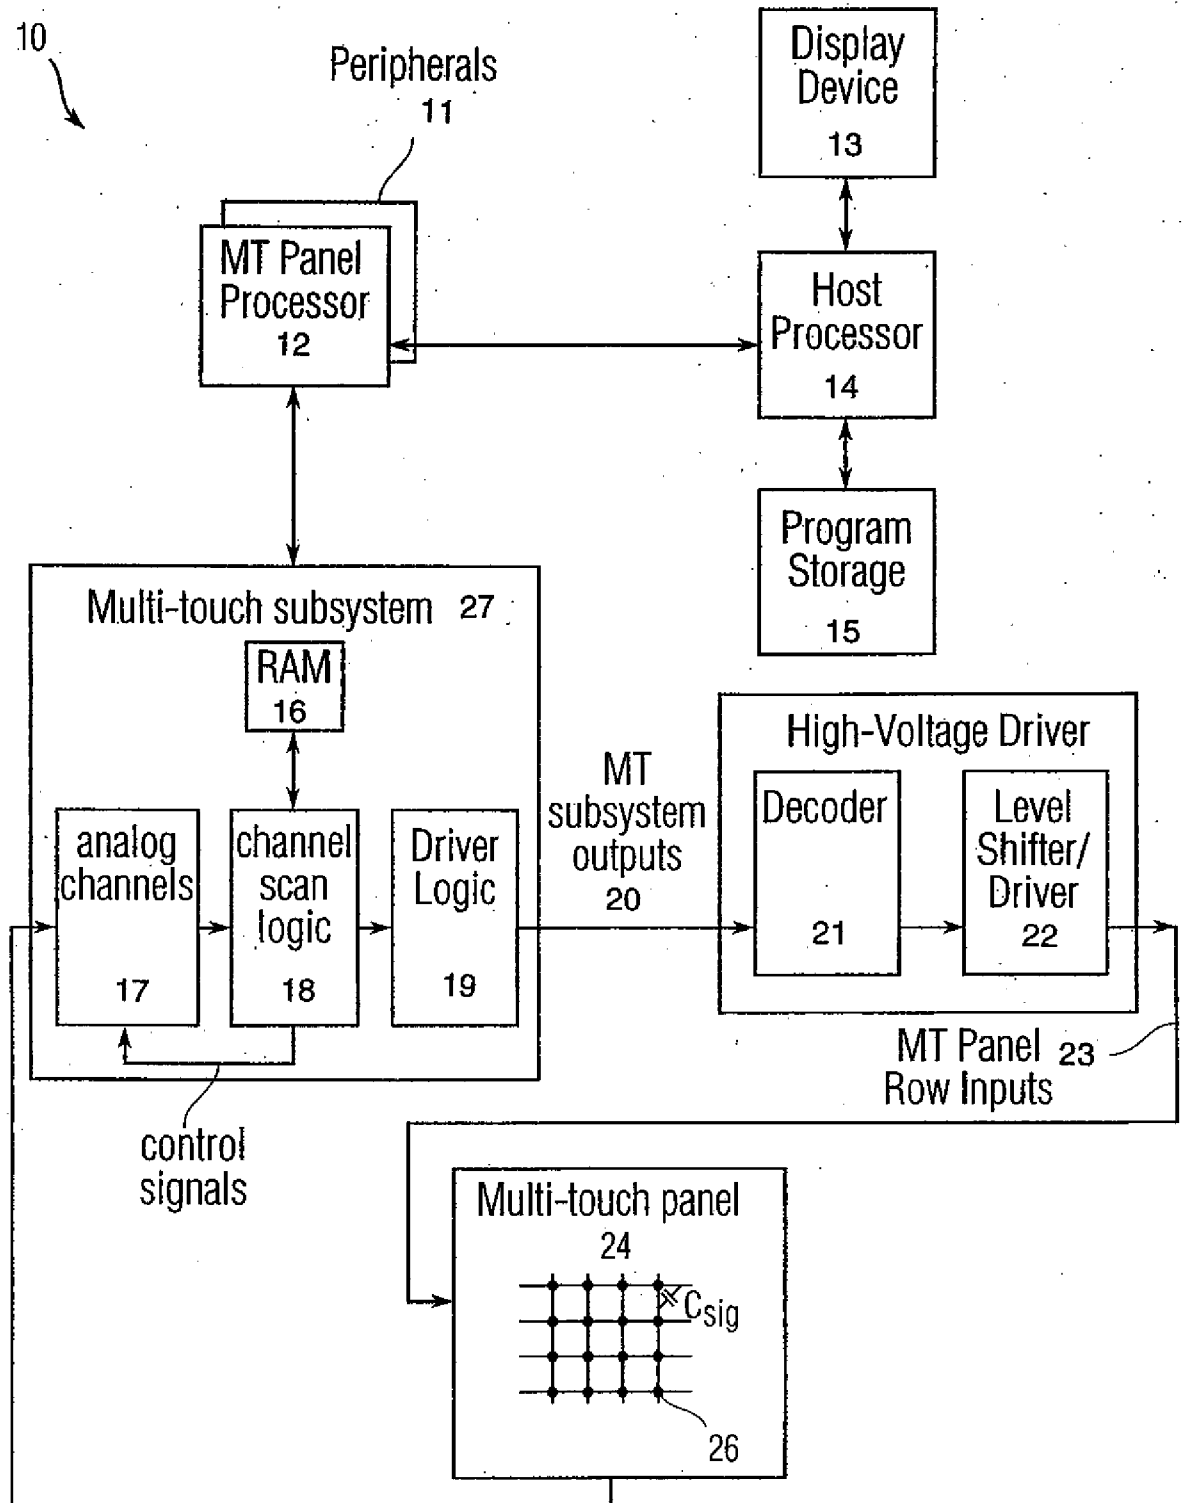 10
Peripherals
11
Display
Device
13
MT Panel
Processor
12
Host
Processor
14
Program
Storage
15
Multi-touch subsystem 27
RAM
16
analog
channels
17
channel
scan
logic
18
Driver
Logic
19
control
signals
MT
subsystem
outputs
20
High-Voltage Driver
Decoder
21
Level
Shifter/
Driver
22
MT Panel 23
Row Inputs
Multi-touch panel
24
Csig
26